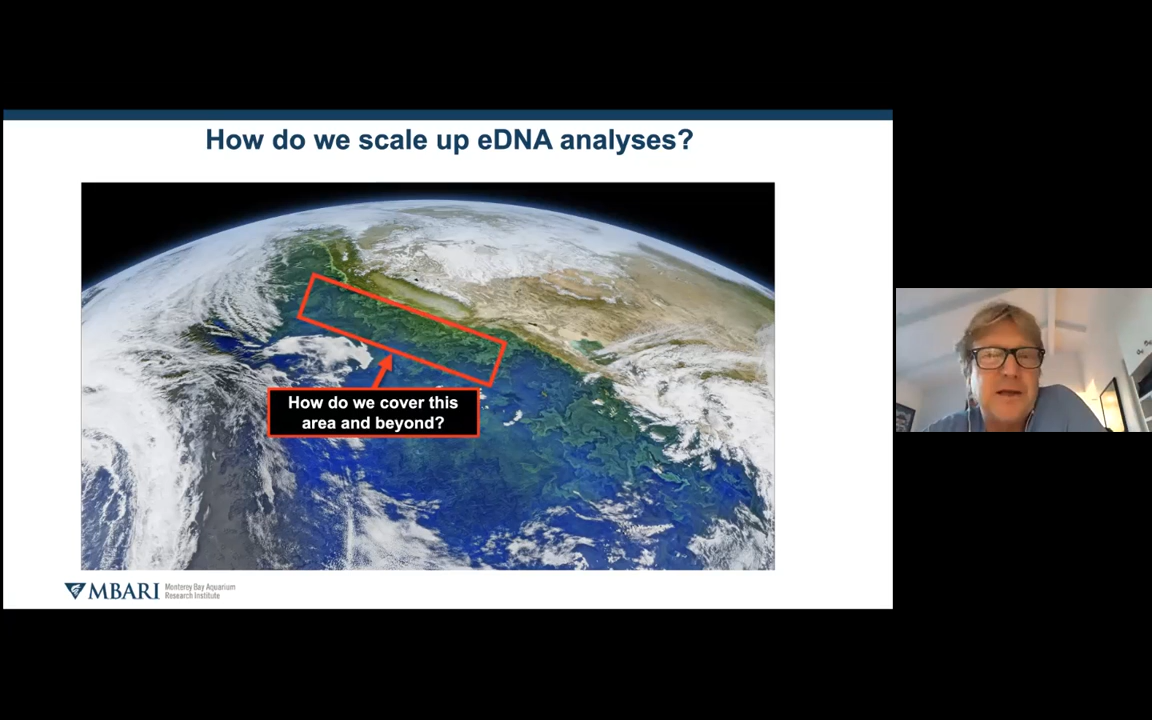 How do we scale up eDNA analyses?
How do we cover this
area and beyond?
MBARI
Monterey Bay Aquarium
Research Institute